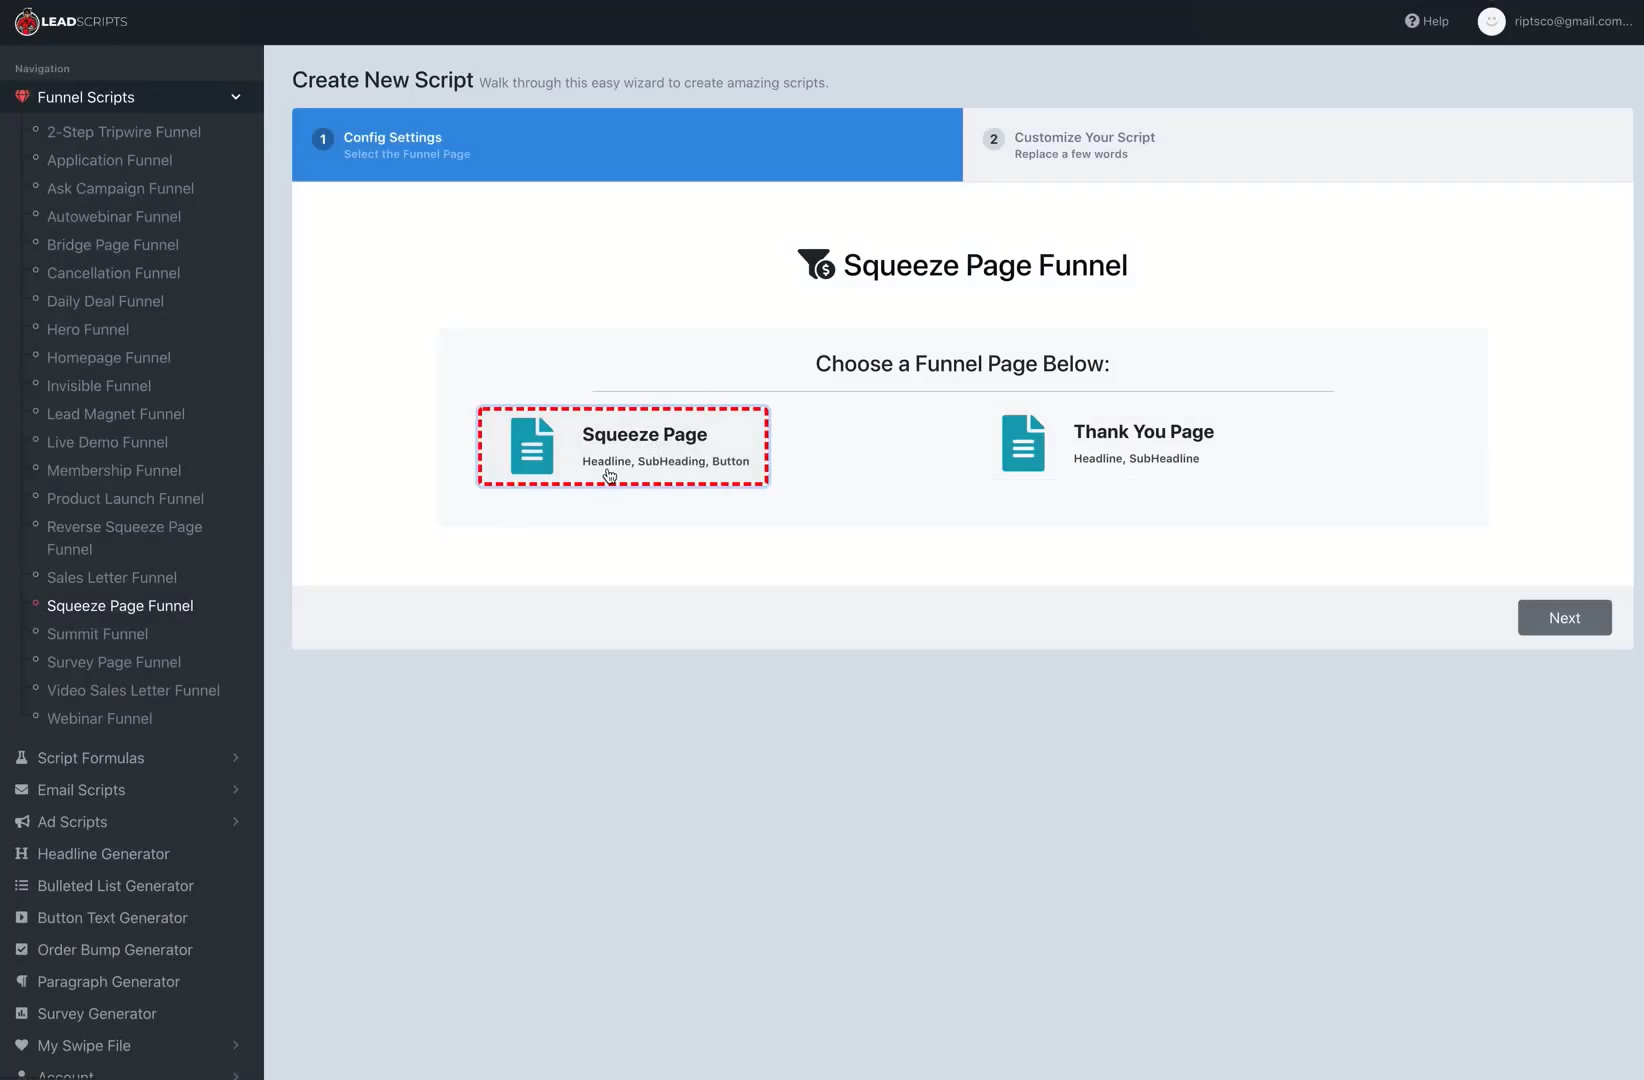 LEADSCRIPTS
Help
riptsco@gmail.com...
Navigation
Funnel Scripts
2-Step Tripwire Funnel
Application Funnel
Ask Campaign Funnel
Autowebinar Funnel
Bridge Page Funnel
Cancellation Funnel
Daily Deal Funnel
Hero Funnel
Homepage Funnel
Invisible Funnel
Lead Magnet Funnel
Live Demo Funnel
Membership Funnel
Product Launch Funnel
Reverse Squeeze Page
Funnel
Sales Letter Funnel
Squeeze Page Funnel
Summit Funnel
Survey Page Funnel
Video Sales Letter Funnel
Webinar Funnel
Script Formulas
Email Scripts
Ad Scripts
Headline Generator
Bulleted List Generator
Button Text Generator
Order Bump Generator
Paragraph Generator
Survey Generator
My Swipe File
Account
Create New Script Walk through this easy wizard to create amazing scripts.
1 Config Settings
Select the Funnel Page
2 Customize Your Script
Replace a few words
Squeeze Page Funnel
Choose a Funnel Page Below:
Squeeze Page
Headline, SubHeading, Button
Thank You Page
Headline, SubHeadline
Next